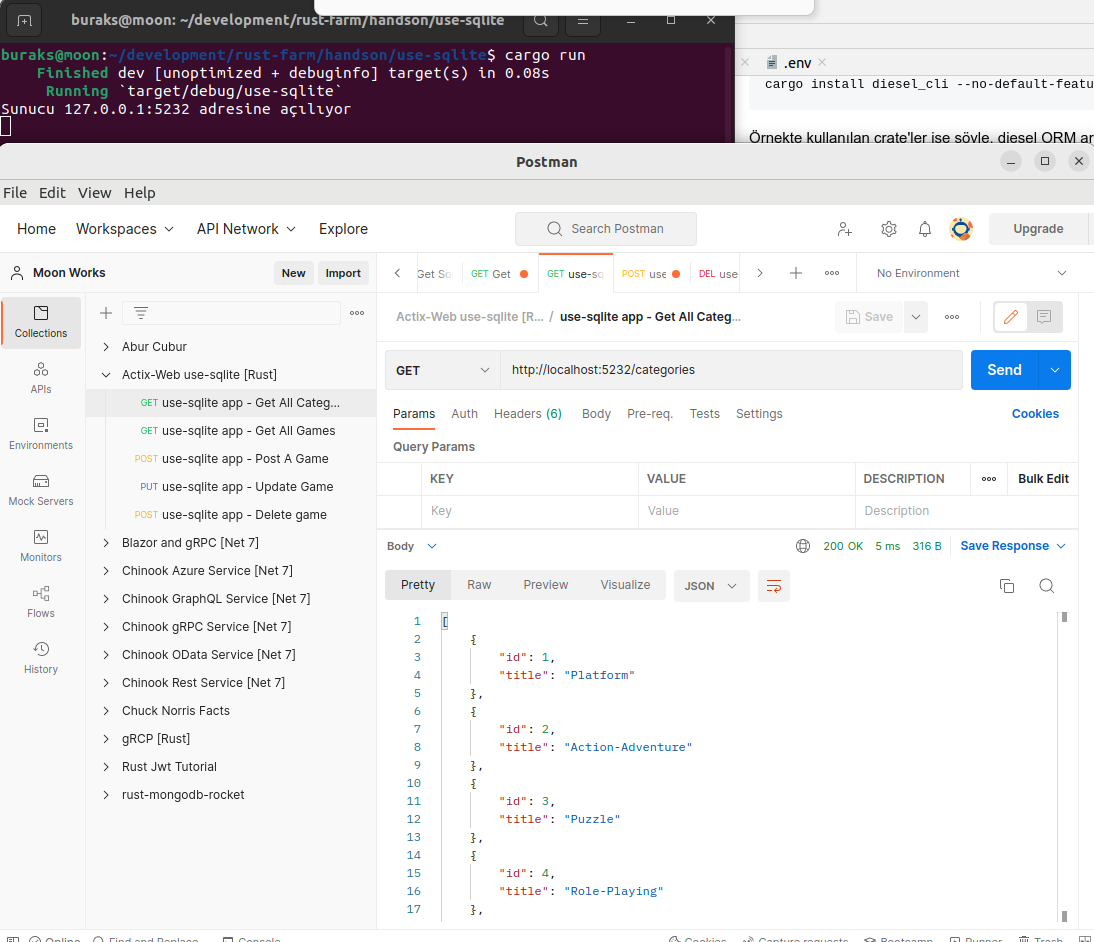 buraks@moon: ~/development/rust-farm/handson/use-sqlite
buraks@moon:~/development/rust-farm/handson/use-sqlite$ cargo run
Finished dev [unoptimized + debuginfo] target(s) in 0.08s
Running `target/debug/use-sqlite`
Sunucu 127.0.0.1:5232 adresine açılıyor
.env
cargo install diesel_cli --no-default-featu
Örnekte kullanılan crate'ler ise şöyle. diesel ORM ar
Postman
File Edit View Help
Home Workspaces API Network Explore
Search Postman
Upgrade
Moon Works
New Import
Get So
GET Get
GET use-sq
POST use
DEL use
No Environment
Collections
APIs
Environments
Mock Servers
Monitors
Flows
History
Abur Cubur
Actix-Web use-sqlite [Rust]
GET use-sqlite app - Get All Categ...
GET use-sqlite app - Get All Games
POST use-sqlite app - Post A Game
PUT use-sqlite app - Update Game
POST use-sqlite app - Delete game
Blazor and gRPC [Net 7]
Chinook Azure Service [Net 7]
Chinook GraphQL Service [Net 7]
Chinook gRPC Service [Net 7]
Chinook OData Service [Net 7]
Chinook Rest Service [Net 7]
Chuck Norris Facts
gRCP [Rust]
Rust Jwt Tutorial
rust-mongodb-rocket
Actix-Web use-sqlite [R... / use-sqlite app - Get All Categ...
Save
GET
http://localhost:5232/categories
Send
Params Auth Headers (6) Body Pre-req. Tests Settings
Cookies
Query Params
KEY VALUE DESCRIPTION Bulk Edit
Key Value Description
Body
200 OK 5 ms 316 B Save Response
Pretty Raw Preview Visualize JSON
1 [
2 {
3 "id": 1,
4 "title": "Platform"
5 },
6 {
7 "id": 2,
8 "title": "Action-Adventure"
9 },
10 {
11 "id": 3,
12 "title": "Puzzle"
13 },
14 {
15 "id": 4,
16 "title": "Role-Playing"
17 },
Online Find and Replace Console
Cookies Capture requests Bootcamp Runner Trash